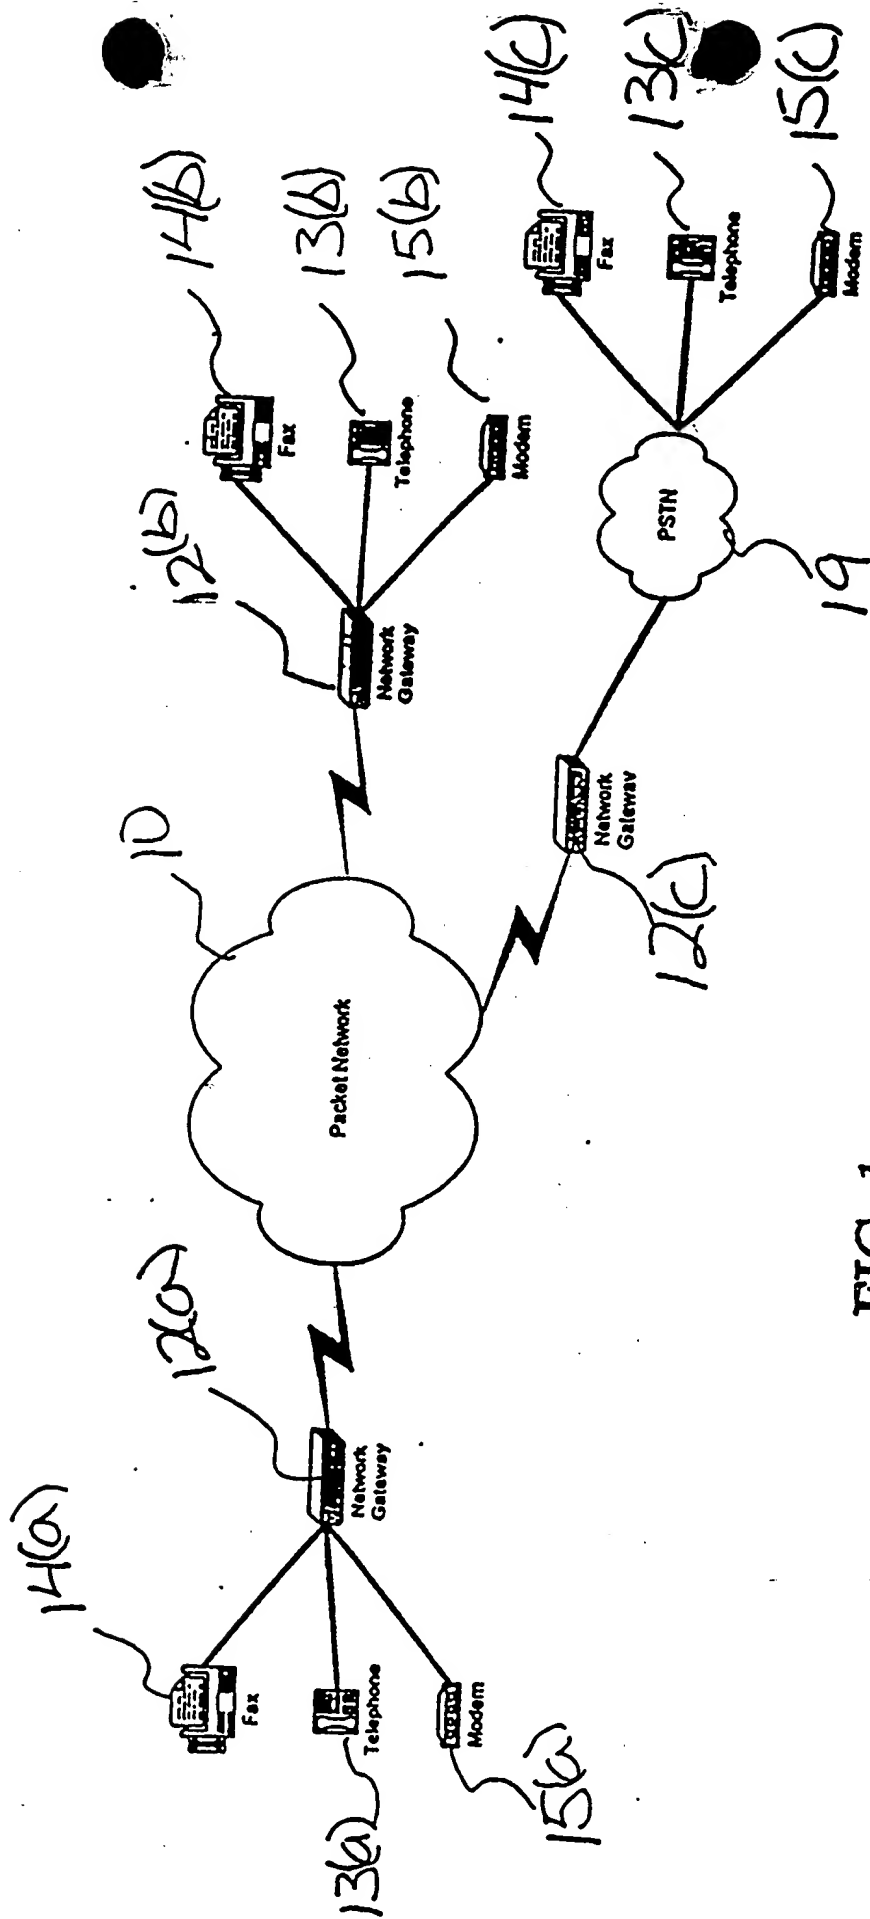 14(a)
Fax
13(a)
Telephone
15(a)
Modem
12(a)
Network
Gateway
10
Packet Network
12(b)
Network
Gateway
14(b)
Fax
13(b)
Telephone
15(b)
Modem
12(c)
Network
Gateway
PSTN
19
14(c)
Fax
13(c)
Telephone
15(c)
Modem
FIG. 1